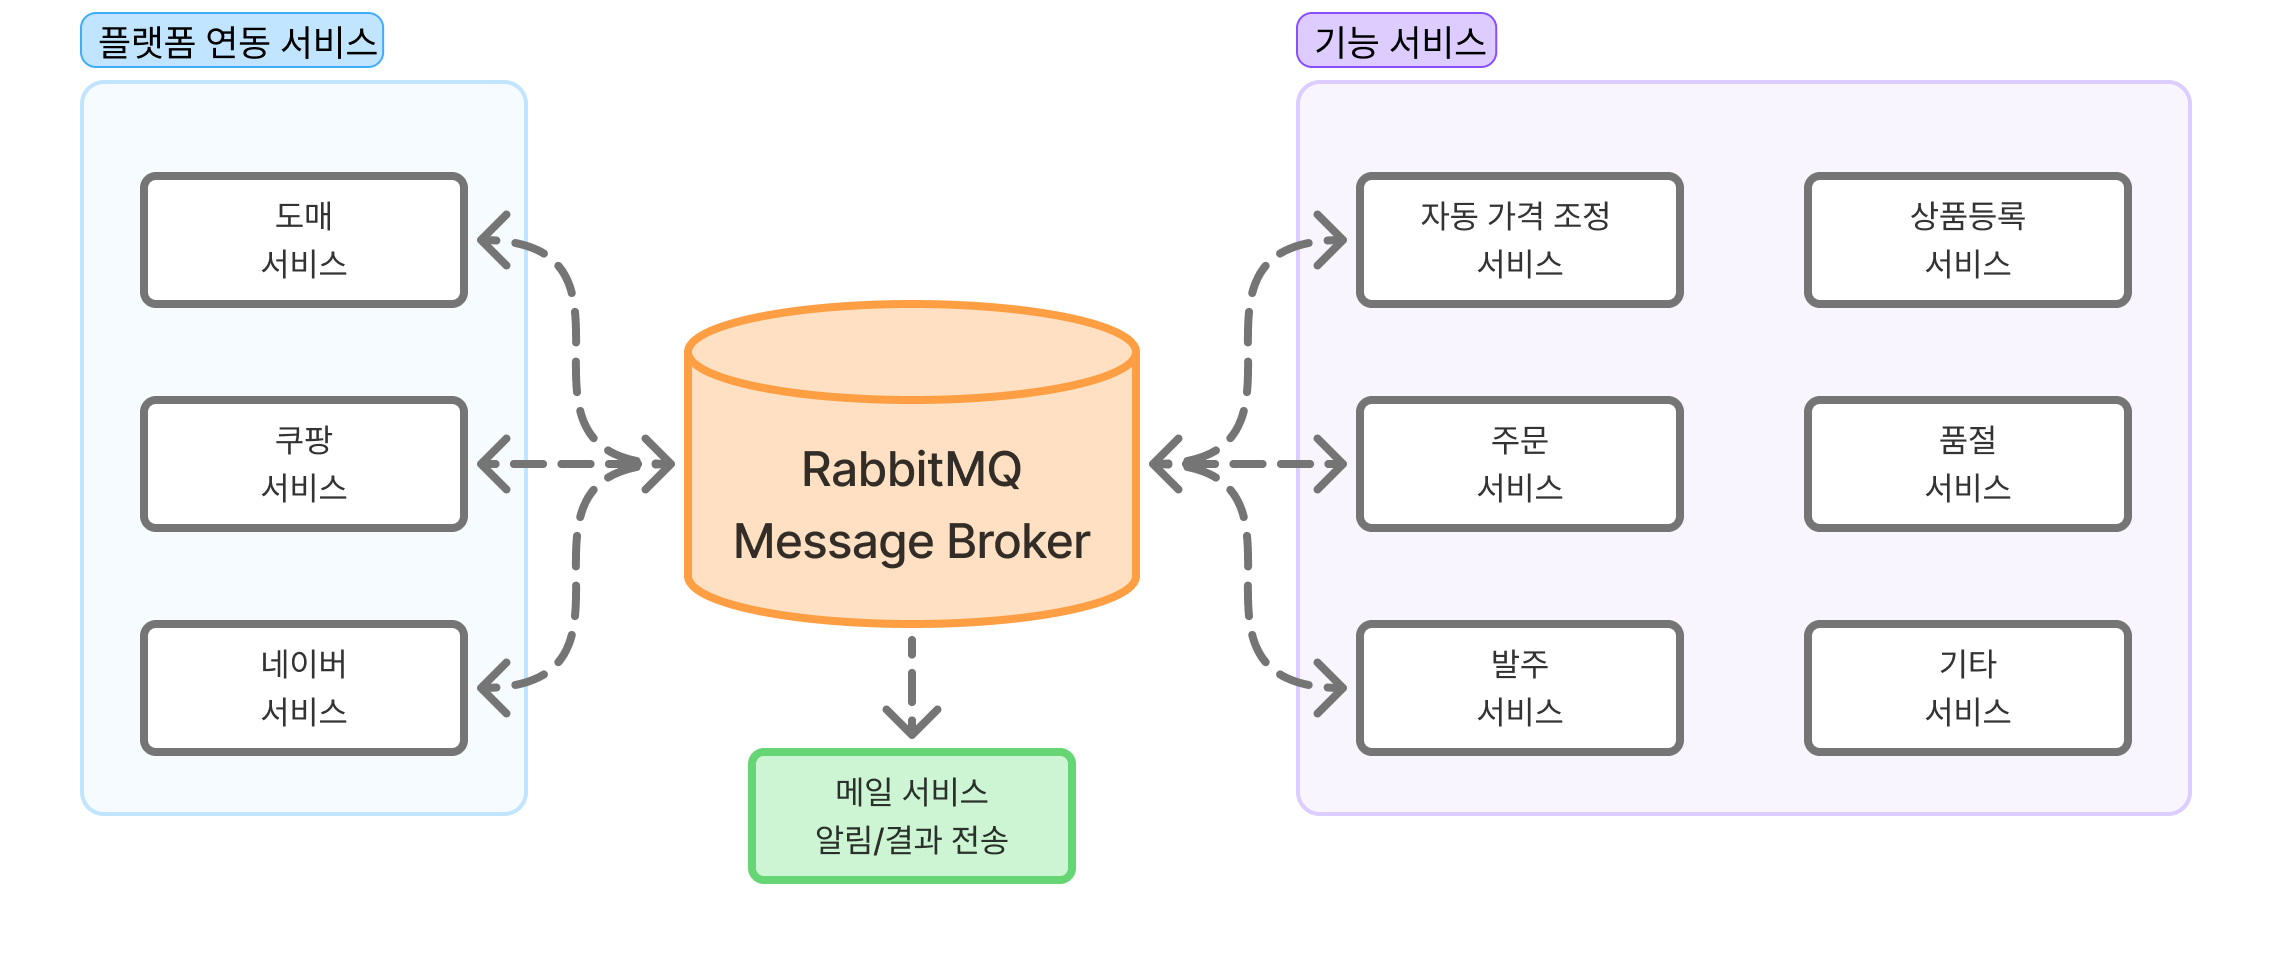 플랫폼 연동 서비스
도매
서비스
쿠팡
서비스
네이버
서비스
RabbitMQ
Message Broker
메일 서비스
알림/결과 전송
기능 서비스
자동 가격 조정
서비스
상품등록
서비스
주문
서비스
품절
서비스
발주
서비스
기타
서비스